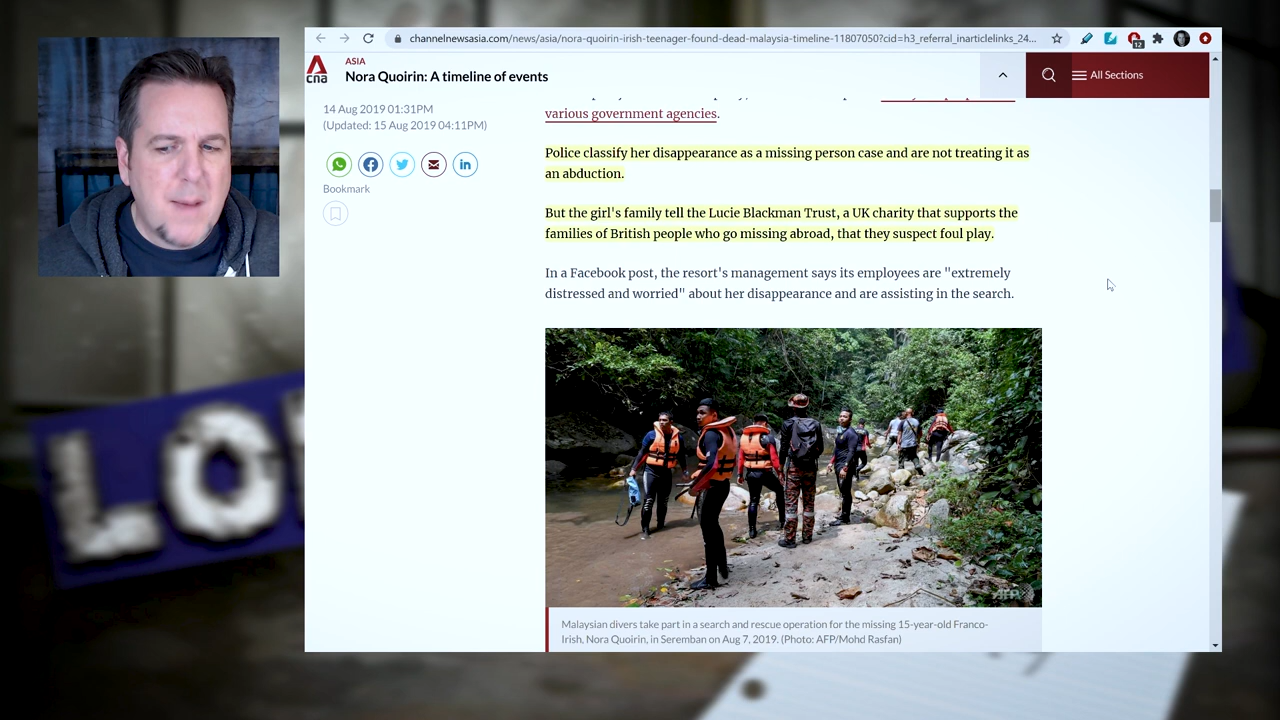 channelnewsasia.com/news/asia/nora-quoirin-irish-teenager-found-dead-malaysia-timeline-11807050?cid=h3_referral_inarticlelinks_24...
12
cna
ASIA
Nora Quoirin: A timeline of events
All Sections
14 Aug 2019 01:31PM
(Updated: 15 Aug 2019 04:11PM)
Bookmark
various government agencies.
Police classify her disappearance as a missing person case and are not treating it as
an abduction.
But the girl's family tell the Lucie Blackman Trust, a UK charity that supports the
families of British people who go missing abroad, that they suspect foul play.
In a Facebook post, the resort's management says its employees are "extremely
distressed and worried" about her disappearance and are assisting in the search.
AFP
Malaysian divers take part in a search and rescue operation for the missing 15-year-old Franco-
Irish, Nora Quoirin, in Seremban on Aug 7, 2019. (Photo: AFP/Mohd Rasfan)
LO